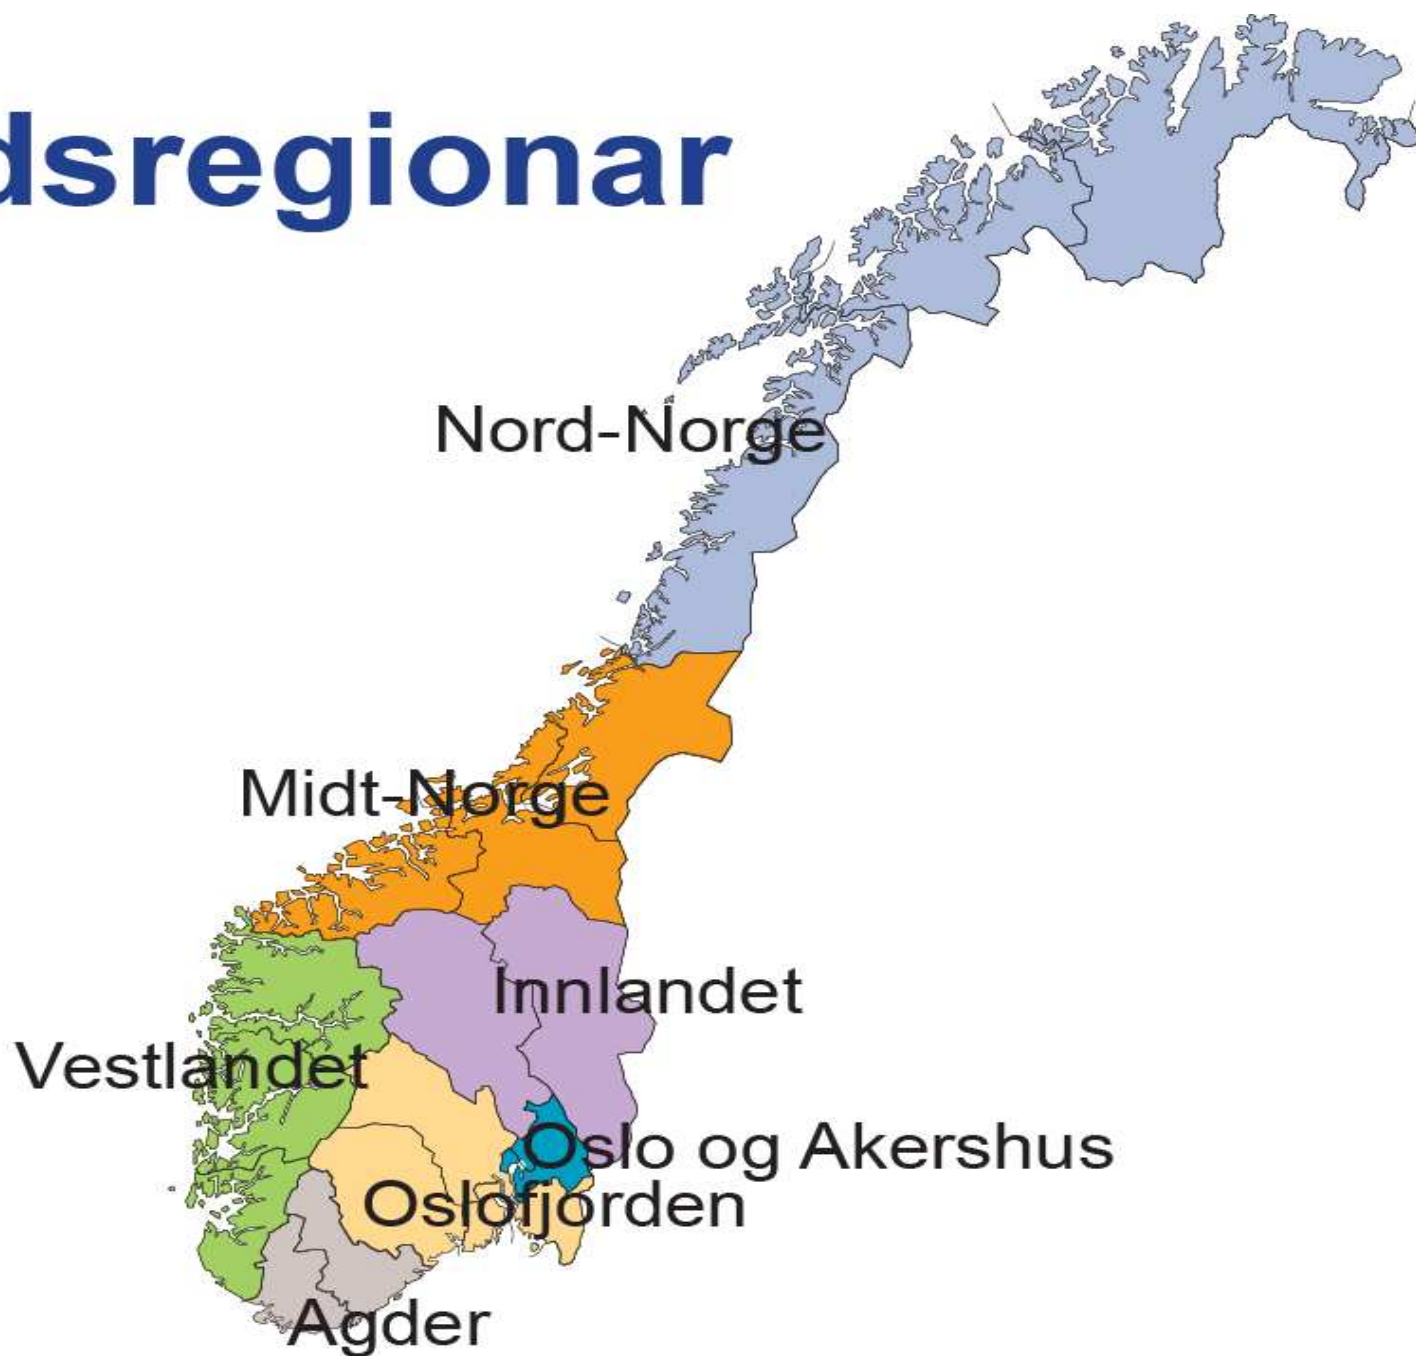 dsregionar
Nord-Norge
Midt-Norge
Innlandet
Vestlandet
Oslo og Akershus
Oslofjorden
Agder